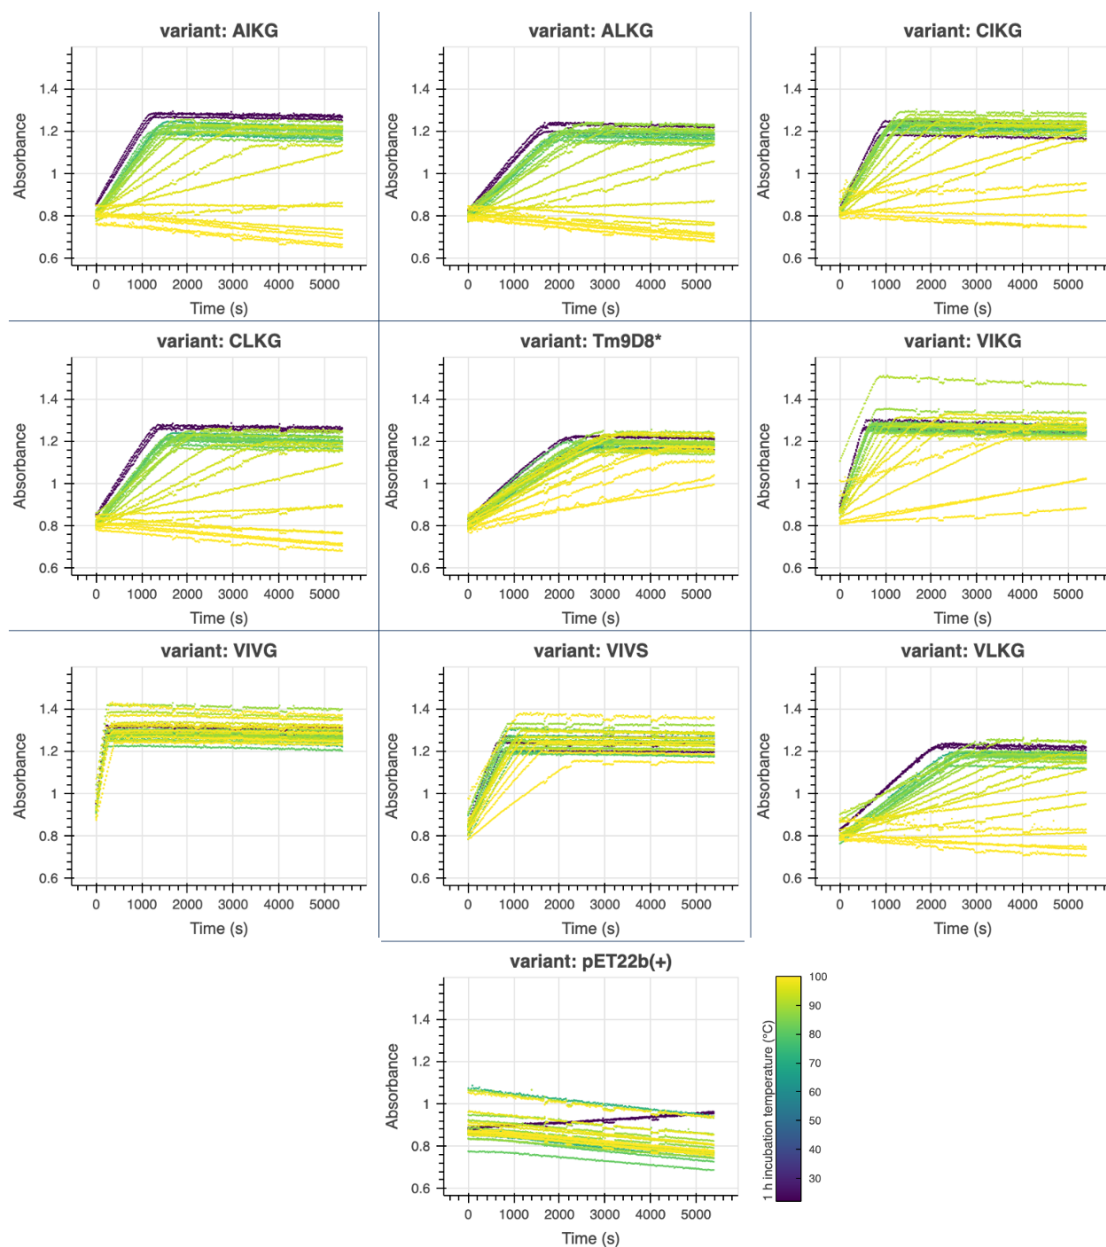 variant: AIKG
Absorbance
1.4
1.2
1
0.8
0.6
0 1000 2000 3000 4000 5000
Time (s)
variant: ALKG
Absorbance
1.4
1.2
1
0.8
0.6
0 1000 2000 3000 4000 5000
Time (s)
variant: CIKG
Absorbance
1.4
1.2
1
0.8
0.6
0 1000 2000 3000 4000 5000
Time (s)
variant: CLKG
Absorbance
1.4
1.2
1
0.8
0.6
0 1000 2000 3000 4000 5000
Time (s)
variant: Tm9D8*
Absorbance
1.4
1.2
1
0.8
0.6
0 1000 2000 3000 4000 5000
Time (s)
variant: VIKG
Absorbance
1.4
1.2
1
0.8
0.6
0 1000 2000 3000 4000 5000
Time (s)
variant: VIVG
Absorbance
1.4
1.2
1
0.8
0.6
0 1000 2000 3000 4000 5000
Time (s)
variant: VIVS
Absorbance
1.4
1.2
1
0.8
0.6
0 1000 2000 3000 4000 5000
Time (s)
variant: VLKG
Absorbance
1.4
1.2
1
0.8
0.6
0 1000 2000 3000 4000 5000
Time (s)
variant: pET22b(+)
Absorbance
1.4
1.2
1
0.8
0.6
0 1000 2000 3000 4000 5000
Time (s)
1 h incubation temperature (°C)
100
90
80
70
60
50
40
30